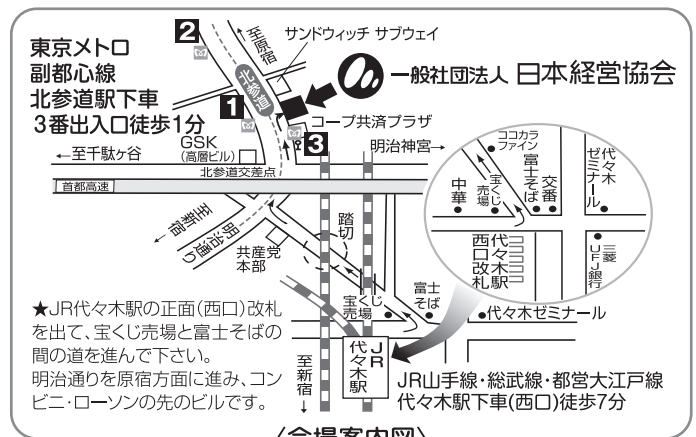 東京メトロ
副都心線
北参道駅下車
3番出入口徒歩1分
2
至原宿
サンドウィッチ サブウェイ
北参道
一般社団法人 日本経営協会
1
コープ共済プラザ
3
GSK
(高層ビル)
←至千駄ヶ谷
明治神宮→
北参道交差点
首都高速
至新宿
明治通り
共産党
本部
踏切
ココカラ
ファイン
中華
宝くじ
売場
富士そば
交番
代々木
ゼミナール
代々木駅
西口改札
三菱
UFJ銀行
宝くじ
売場
富士
そば
代々木ゼミナール
★JR代々木駅の正面(西口)改札
を出て、宝くじ売場と富士そばの
間の道を進んで下さい。
明治通りを原宿方面に進み、コン
ビニ・ローソンの先のビルです。
至新宿
JR
代々木駅
JR山手線・総武線・都営大江戸線
代々木駅下車(西口)徒歩7分
〈会場案内図〉